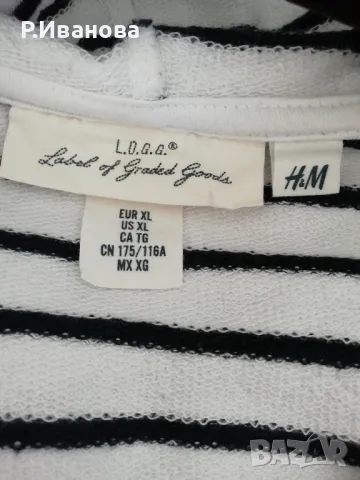 Р.Иванова
L.O.G.G.®
Label of Graded Goods
H&M
EUR XL
US XL
CA TG
CN 175/116A
MX XG
BAZAR